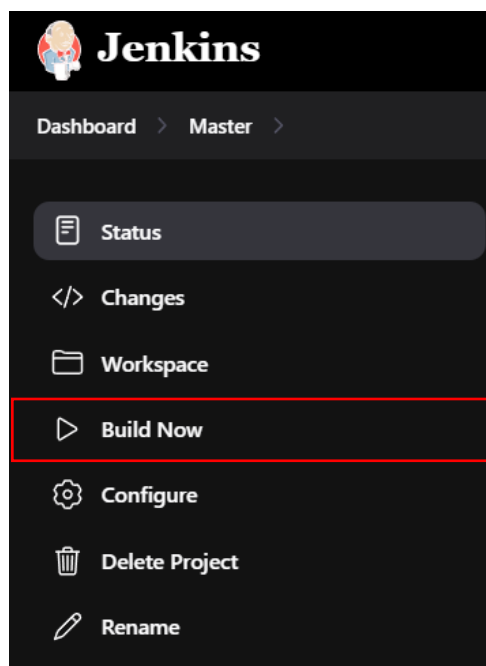 Jenkins
Dashboard > Master >
Status
</> Changes
Workspace
Build Now
Configure
Delete Project
Rename